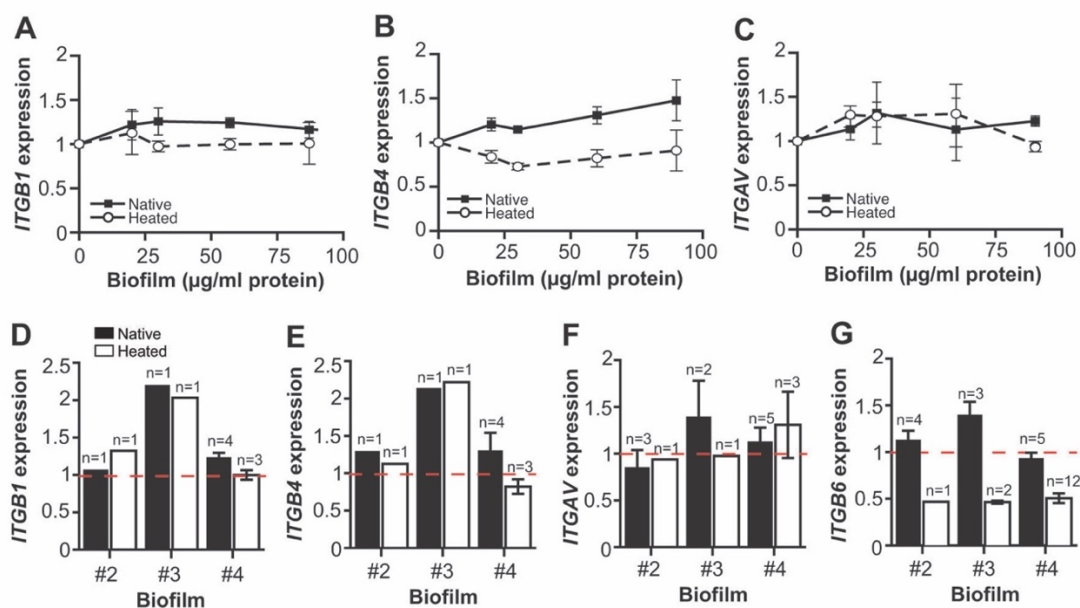 A
ITGB1 expression
2
1.5
1
0.5
0
Native
Heated
0 25 50 75 100
Biofilm (µg/ml protein)
B
ITGB4 expression
2
1.5
1
0.5
0
Native
Heated
0 25 50 75 100
Biofilm (µg/ml protein)
C
ITGAV expression
2
1.5
1
0.5
0
Native
Heated
0 25 50 75 100
Biofilm (µg/ml protein)
D
Native
Heated
ITGB1 expression
2.5
2
1.5
1
0.5
0
n=1
n=1
n=1
n=1
n=4
n=3
#2 #3 #4
Biofilm
E
ITGB4 expression
2.5
2
1.5
1
0.5
0
n=1
n=1
n=1
n=1
n=4
n=3
#2 #3 #4
Biofilm
F
ITGAV expression
2
1.5
1
0.5
0
n=3
n=1
n=2
n=1
n=5
n=3
#2 #3 #4
Biofilm
G
ITGB6 expression
2
1.5
1
0.5
0
n=4
n=1
n=3
n=2
n=5
n=12
#2 #3 #4
Biofilm